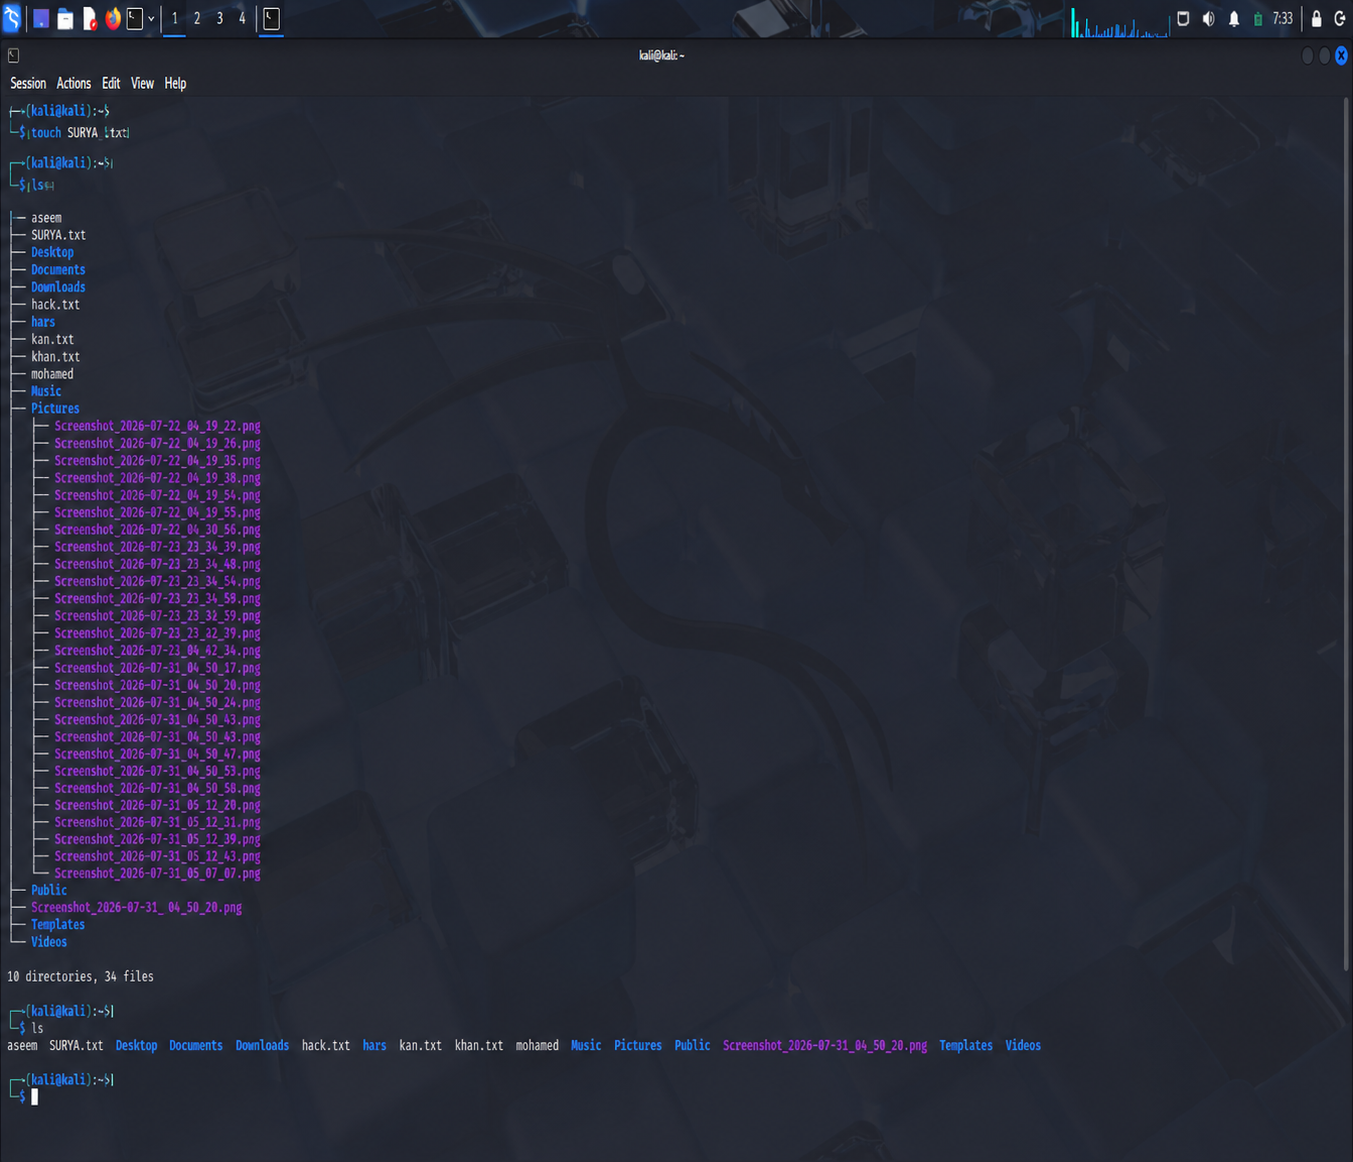 1 2 3 4 7:33
kali@kali: ~
Session Actions Edit View Help
(kali@kali):~$
$ touch SURYA .txt
(kali@kali):~$
$ ls
aseem
SURYA.txt
Desktop
Documents
Downloads
hack.txt
hars
kan.txt
khan.txt
mohamed
Music
Pictures
Screenshot_2026-07-22_04_19_22.png
Screenshot_2026-07-22_04_19_26.png
Screenshot_2026-07-22_04_19_35.png
Screenshot_2026-07-22_04_19_38.png
Screenshot_2026-07-22_04_19_54.png
Screenshot_2026-07-22_04_19_55.png
Screenshot_2026-07-22_04_30_56.png
Screenshot_2026-07-23_23_34_39.png
Screenshot_2026-07-23_23_34_48.png
Screenshot_2026-07-23_23_34_54.png
Screenshot_2026-07-23_23_34_59.png
Screenshot_2026-07-23_23_32_59.png
Screenshot_2026-07-23_23_22_39.png
Screenshot_2026-07-23_04_42_34.png
Screenshot_2026-07-31_04_50_17.png
Screenshot_2026-07-31_04_50_20.png
Screenshot_2026-07-31_04_50_24.png
Screenshot_2026-07-31_04_50_43.png
Screenshot_2026-07-31_04_50_43.png
Screenshot_2026-07-31_04_50_47.png
Screenshot_2026-07-31_04_50_53.png
Screenshot_2026-07-31_04_50_58.png
Screenshot_2026-07-31_05_12_20.png
Screenshot_2026-07-31_05_12_31.png
Screenshot_2026-07-31_05_12_39.png
Screenshot_2026-07-31_05_12_43.png
Screenshot_2026-07-31_05_07_07.png
Public
Screenshot_2026-07-31_ 04_50_20.png
Templates
Videos
10 directories, 34 files
(kali@kali):~$
$ ls
aseem SURYA.txt Desktop Documents Downloads hack.txt hars kan.txt khan.txt mohamed Music Pictures Public Screenshot_2026-07-31_04_50_20.png Templates Videos
(kali@kali):~$
$